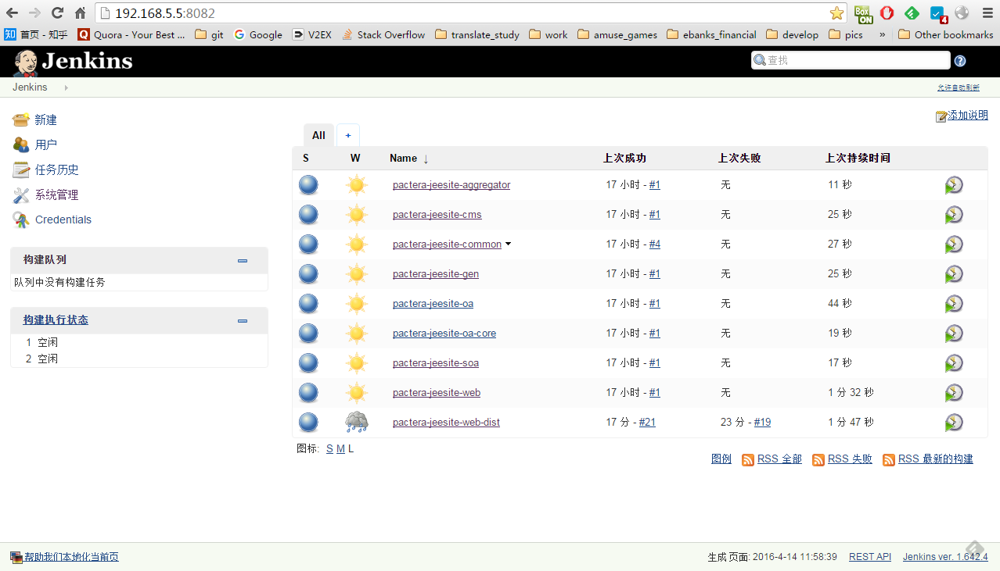 192.168.5.5:8082
Box ON 4
知 首页 - 知乎 Q Quora - Your Best ... git Google V2EX Stack Overflow translate_study work amuse_games ebanks_financial develop pics » Other bookmarks
Jenkins 查找 ?
Jenkins 允许自动刷新
添加说明
新建
用户
任务历史
系统管理
Credentials
构建队列
队列中没有构建任务
构建执行状态
1 空闲
2 空闲
All +
S W Name ↓ 上次成功 上次失败 上次持续时间
pactera-jeesite-aggregator 17 小时 - #1 无 11 秒
pactera-jeesite-cms 17 小时 - #1 无 25 秒
pactera-jeesite-common 17 小时 - #4 无 27 秒
pactera-jeesite-gen 17 小时 - #1 无 25 秒
pactera-jeesite-oa 17 小时 - #1 无 44 秒
pactera-jeesite-oa-core 17 小时 - #1 无 19 秒
pactera-jeesite-soa 17 小时 - #1 无 17 秒
pactera-jeesite-web 17 小时 - #1 无 1 分 32 秒
pactera-jeesite-web-dist 17 分 - #21 23 分 - #19 1 分 47 秒
图标: S M L
图例 RSS 全部 RSS 失败 RSS 最新的构建
帮助我们本地化当前页 生成页面: 2016-4-14 11:58:39 REST API Jenkins ver. 1.642.4